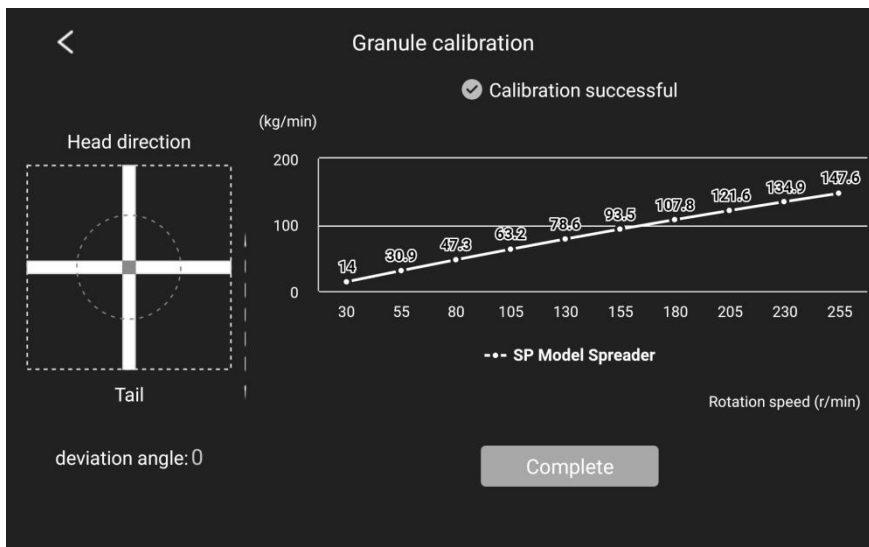 Granule calibration
Calibration successful
(kg/min)
Head direction
200
100
0
14
30.9
47.3
63.2
78.6
93.5
107.8
121.6
134.9
147.6
30 55 80 105 130 155 180 205 230 255
SP Model Spreader
Tail
Rotation speed (r/min)
deviation angle:0
Complete